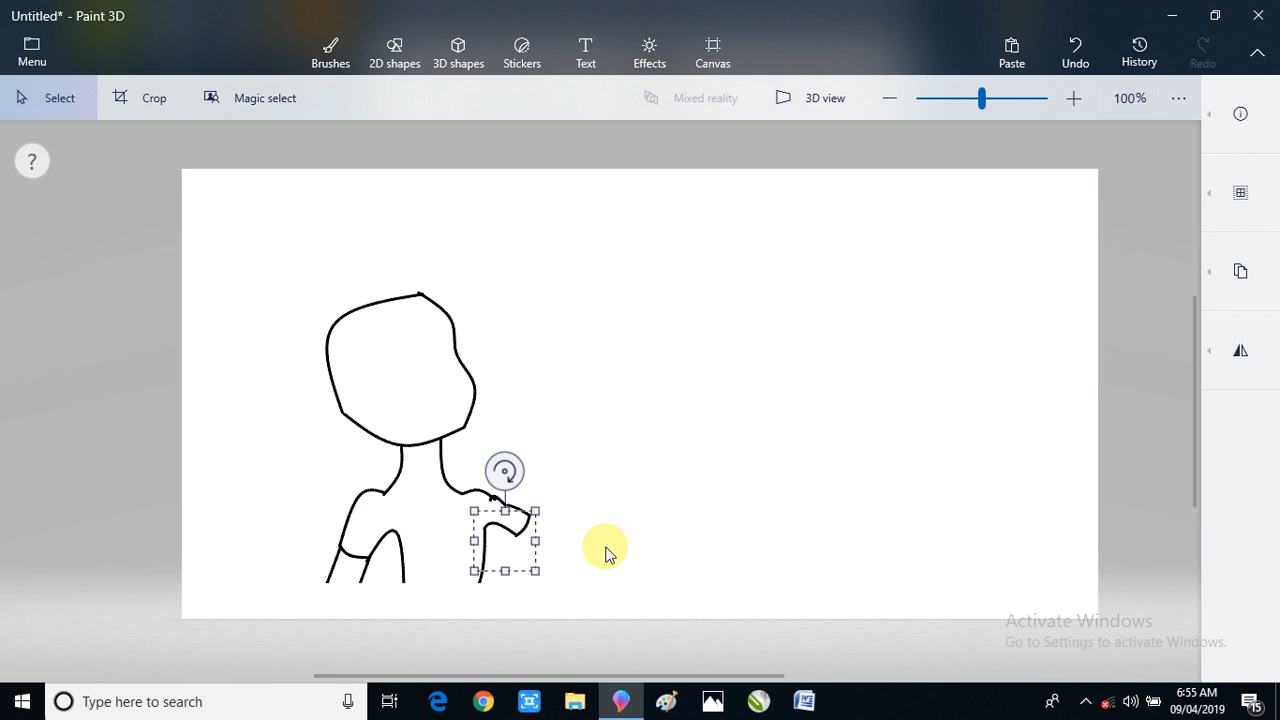 Untitled* - Paint 3D
Menu
Brushes
2D shapes
3D shapes
Stickers
Text
Effects
Canvas
Paste
Undo
History
Redo
Select
Crop
Magic select
Mixed reality
3D view
100%
?
Activate Windows
Go to Settings to activate Windows.
Type here to search
6:55 AM
09/04/2019
15